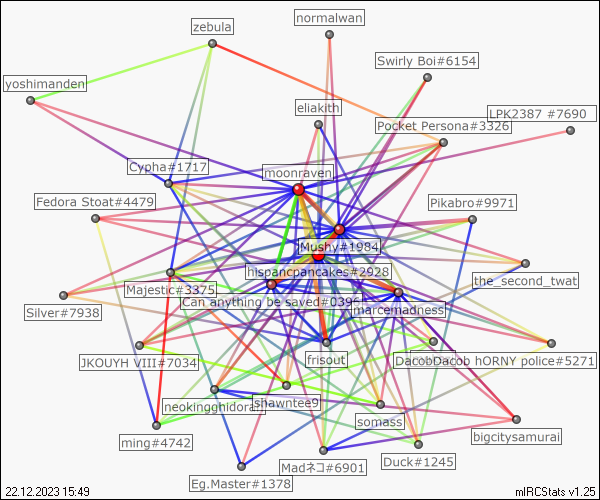 normalwan
zebula
Swirly Boi#6154
yoshimanden
eliakith
LPK2387 #7690
Pocket Persona#3326
Cypha#1717
moonraven
Fedora Stoat#4479
Pikabro#9971
Mushy#1984
hispancpancakes#2928
the_second_twat
Majestic#3375
Can anything be saved#0396
Silver#7938
marcemadness
JKOUYH VIII#7034
frisout
DacobDacob hORNY police#5271
neokingghidorah
shawntee9
somass
ming#4742
bigcitysamurai
Duck#1245
Madネコ#6901
Eg.Master#1378
22.12.2023 15:49
mIRCStats v1.25